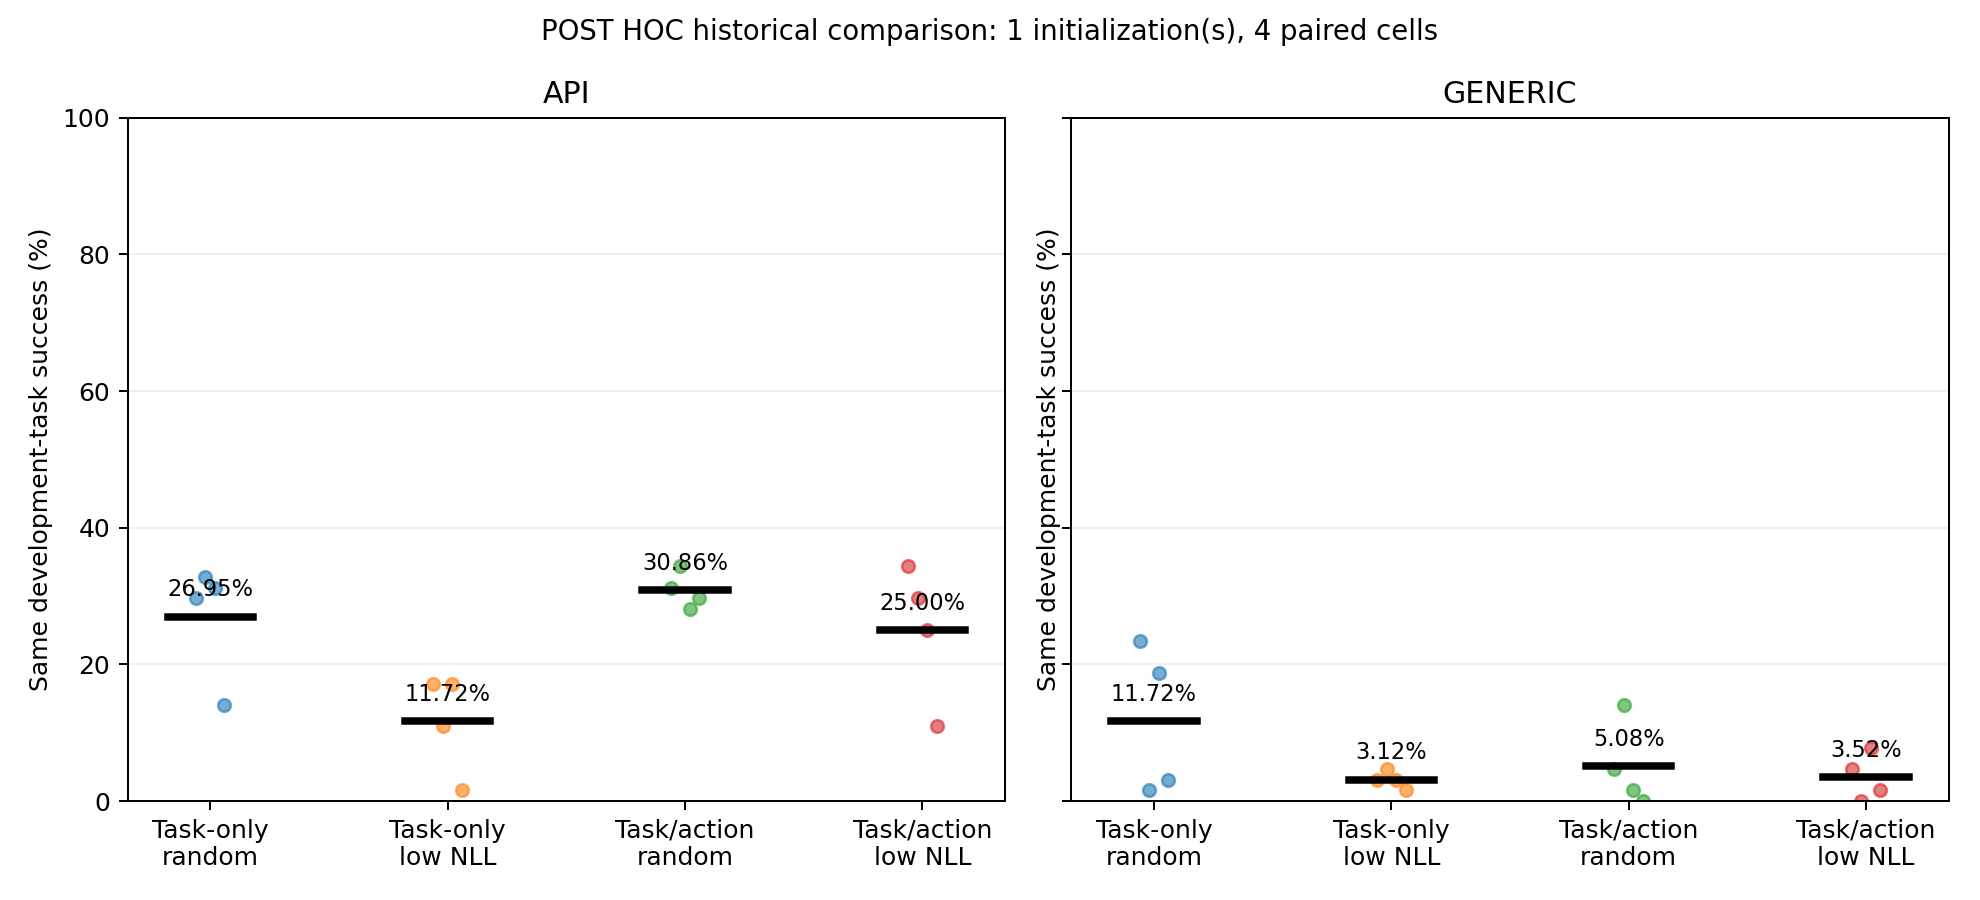 POST HOC historical comparison: 1 initialization(s), 4 paired cells
API
Same development-task success (%)
100
80
60
40
20
0
26.95%
11.72%
30.86%
25.00%
Task-only
random
Task-only
low NLL
Task/action
random
Task/action
low NLL
GENERIC
Same development-task success (%)
11.72%
3.12%
5.08%
3.52%
Task-only
random
Task-only
low NLL
Task/action
random
Task/action
low NLL